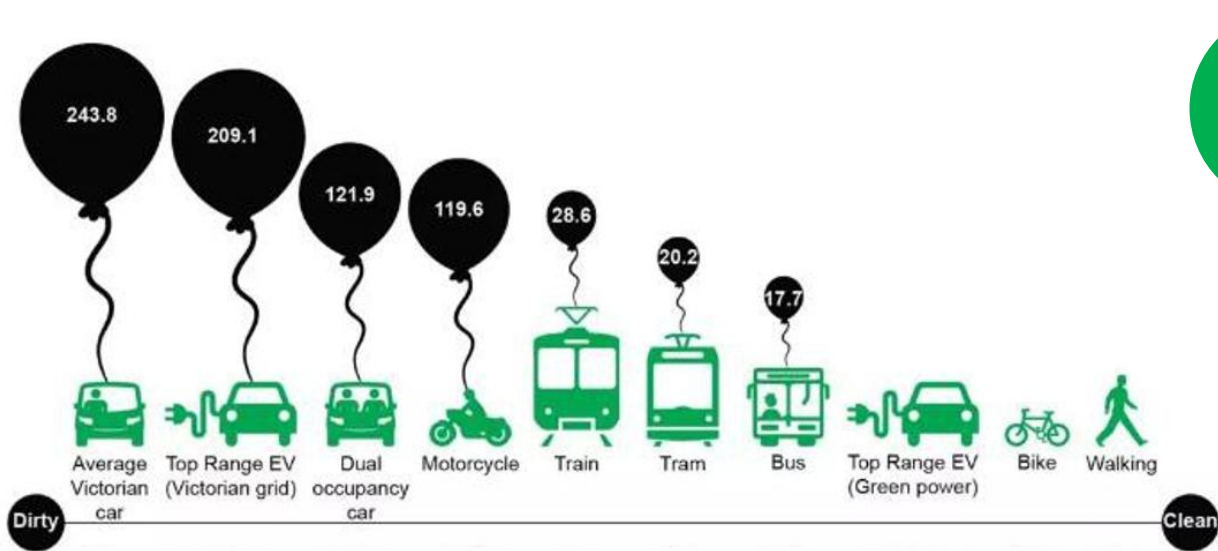 243.8
209.1
121.9
119.6
28.6
20.2
17.7
Average
Victorian
car
Top Range EV
(Victorian grid)
Dual
occupancy
car
Motorcycle
Train
Tram
Bus
Top Range EV
(Green power)
Bike
Walking
Dirty
Clean